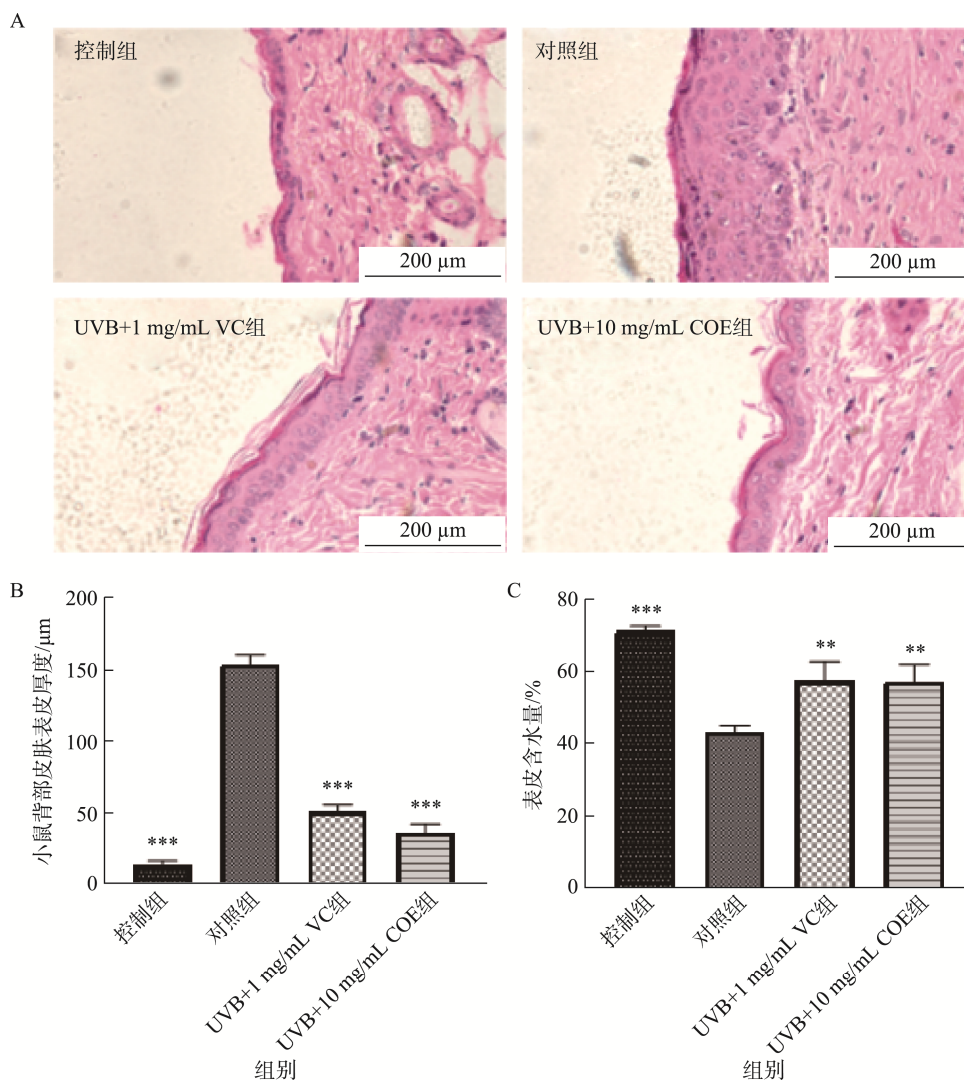 A
控制组
对照组
200 µm
200 µm
UVB+1 mg/mL VC组
UVB+10 mg/mL COE组
200 µm
200 µm
B
小鼠背部皮肤表皮厚度/µm
200
150
100
50
0
***
***
***
控制组
对照组
UVB+1 mg/mL VC组
UVB+10 mg/mL COE组
组别
C
表皮含水量/%
80
60
40
20
0
***
**
**
控制组
对照组
UVB+1 mg/mL VC组
UVB+10 mg/mL COE组
组别